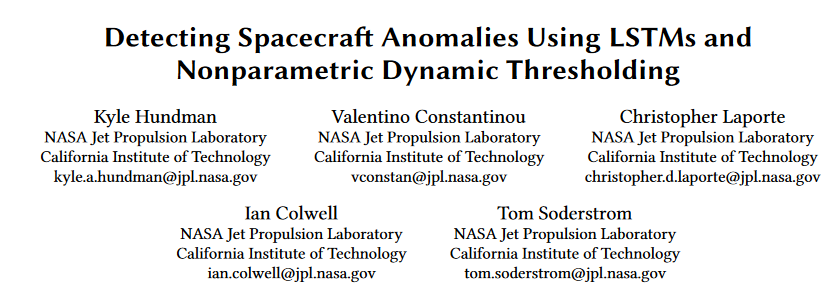 Detecting Spacecraft Anomalies Using LSTMs and
Nonparametric Dynamic Thresholding
Kyle Hundman
NASA Jet Propulsion Laboratory
California Institute of Technology
kyle.a.hundman@jpl.nasa.gov
Valentino Constantinou
NASA Jet Propulsion Laboratory
California Institute of Technology
vconstan@jpl.nasa.gov
Christopher Laporte
NASA Jet Propulsion Laboratory
California Institute of Technology
christopher.d.laporte@jpl.nasa.gov
Ian Colwell
NASA Jet Propulsion Laboratory
California Institute of Technology
ian.colwell@jpl.nasa.gov
Tom Soderstrom
NASA Jet Propulsion Laboratory
California Institute of Technology
tom.soderstrom@jpl.nasa.gov